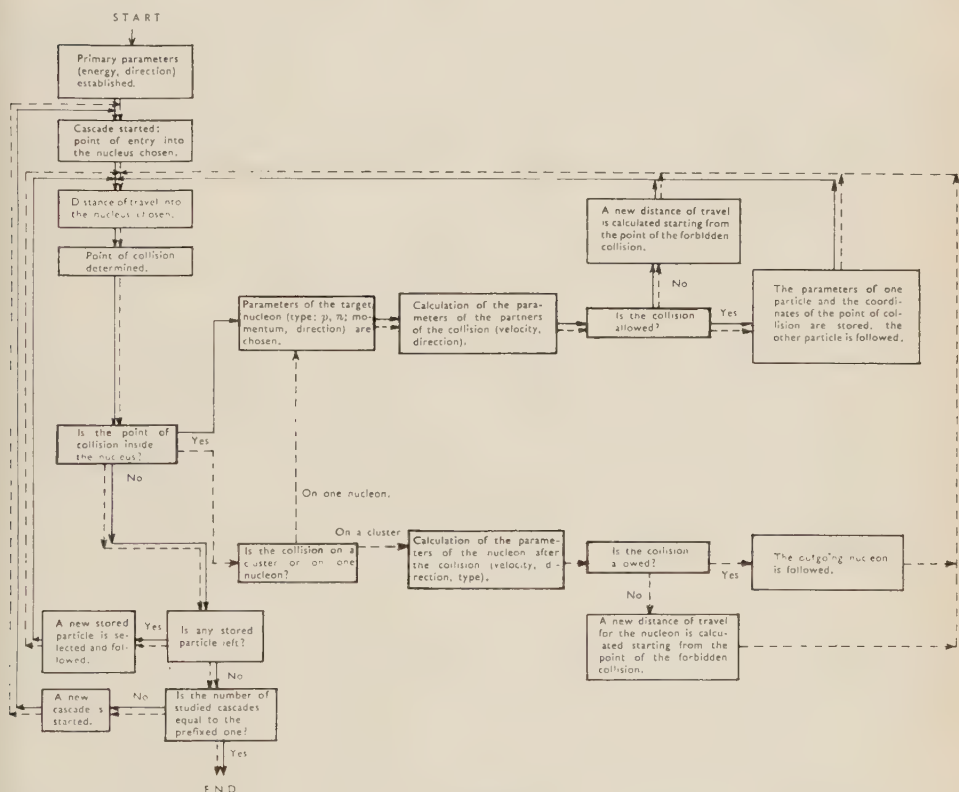 START
Primary parameters
(energy, direction)
established.
Cascade started:
point of entry into
the nucleus chosen.
D stance of travel into
the nucleus chosen.
Point of collision
determined.
A new distance of travel
is calculated starting from
the point of the forbidden
collision.
No
Parameters of the target
nucleon (type: p, n; mo-
mentum, direction) are
chosen.
Calculation of the para-
meters of the partners
of the collision (velocity,
direction).
Is the collision
allowed?
Yes
The parameters of one
particle and the coordi-
nates of the point of col-
lision are stored. the
other particle is followed.
Is the point of
collision inside
the nucleus?
Yes
No
On one nucleon.
On a cluster
Is the collision on a
cluster or on one
nucleon?
Calculation of the parame-
ters of the nucleon after
the collision (velocity, d -
rection, type).
Is the collision
a owed?
Yes
The outgoing nucleon
is followed.
No
A new distance of travel
for the nucleon is calcu-
lated starting from the
point of the forbidden
collision.
A new stored
particle is se-
lected and fol-
lowed.
Yes
Is any stored
particle left?
No
A new
cascade s
started.
No
Is the number of
studied cascades
equal to the
prefixed one?
Yes
END